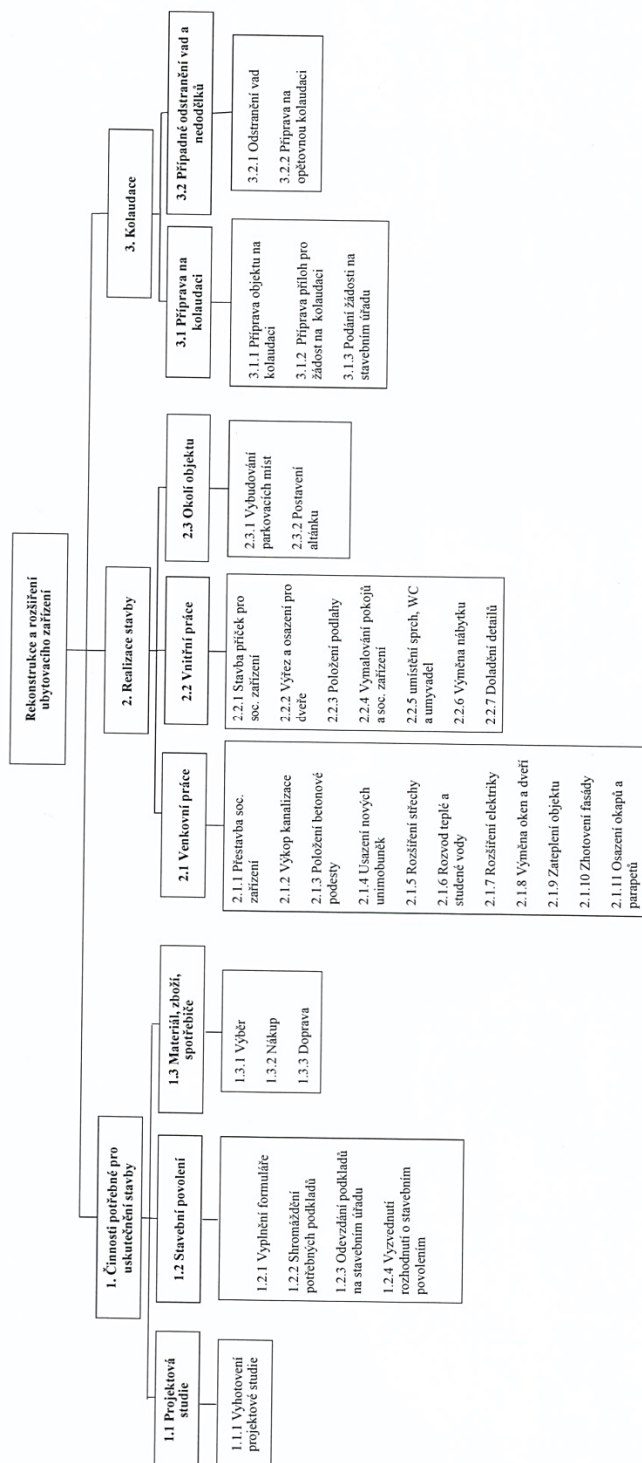 Rekonstrukce a rozšíření
ubytovacího zařízení
1. Činnosti potřebné pro
uskutečnění stavby
1.1 Projektová
studie
1.1.1 Vyhotovení
projektové studie
1.2 Stavební povolení
1.2.1 Vyplnění formuláře
1.2.2 Shromáždění
potřebných podkladů
1.2.3 Odevzdání podkladů
na stavebním úřadu
1.2.4 Vyzvednutí
rozhodnutí o stavebním
povolením
1.3 Materiál, zboží,
spotřebiče
1.3.1 Výběr
1.3.2 Nákup
1.3.3 Doprava
2. Realizace stavby
2.1 Venkovní práce
2.1.1 Přestavba soc.
zařízení
2.1.2 Výkop kanalizace
2.1.3 Položení betonové
podesty
2.1.4 Usazení nových
unimobuněk
2.1.5 Rozšíření střechy
2.1.6 Rozvod teplé a
studené vody
2.1.7 Rozšíření elektriky
2.1.8 Výměna oken a dveří
2.1.9 Zateplení objektu
2.1.10 Zhotovení fasády
2.1.11 Osazení okapů a
parapetů
2.2 Vnitřní práce
2.2.1 Stavba příček pro
soc. zařízení
2.2.2 Výřez a osazení pro
dveře
2.2.3 Položení podlahy
2.2.4 Vymalování pokojů
a soc. zařízení
2.2.5 umístění sprch, WC
a umyvadel
2.2.6 Výměna nábytku
2.2.7 Doladění detailů
2.3 Okolí objektu
2.3.1 Vybudování
parkovacích míst
2.3.2 Postavení
altánku
3. Kolaudace
3.1 Příprava na
kolaudaci
3.1.1 Příprava objektu na
kolaudaci
3.1.2 Příprava příloh pro
žádost na kolaudaci
3.1.3 Podání žádosti na
stavebním úřadu
3.2 Případné odstranění vad a
nedodělků
3.2.1 Odstranění vad
3.2.2 Příprava na
opětovnou kolaudaci